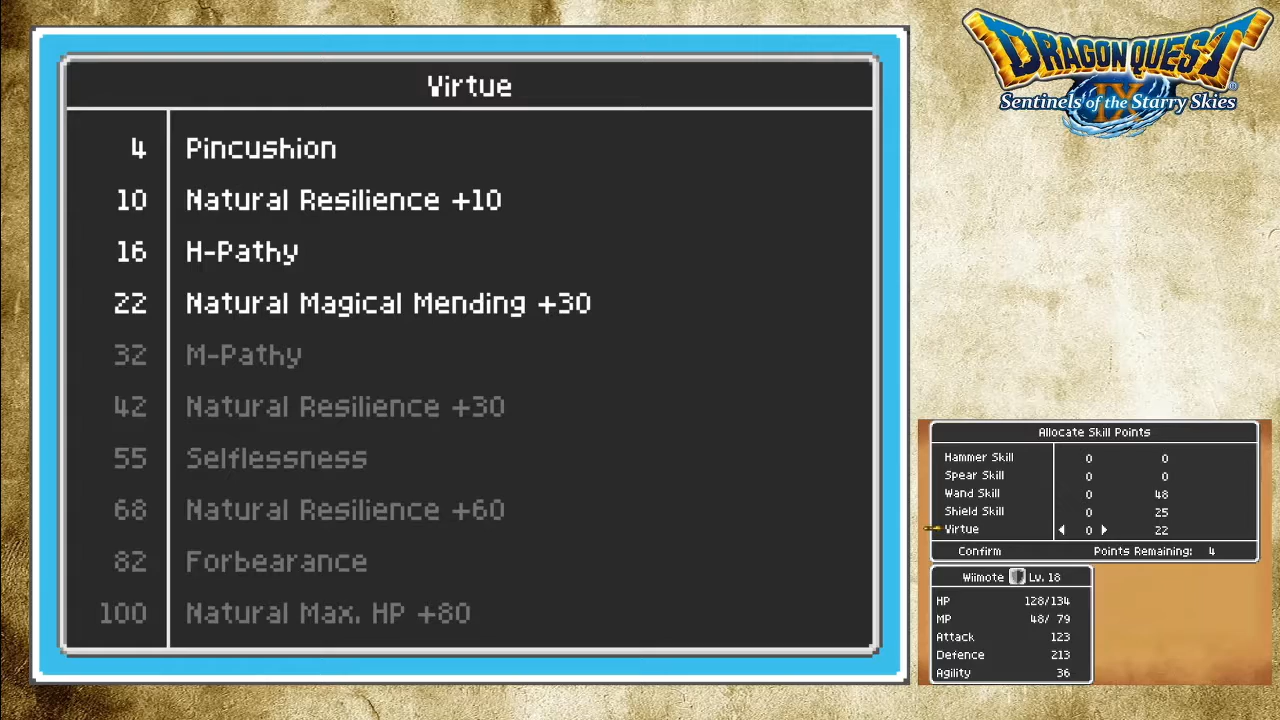 DRAGON QUEST
IX
Sentinels of the Starry Skies
Virtue
4 Pincushion
10 Natural Resilience +10
16 H-Pathy
22 Natural Magical Mending +30
32 M-Pathy
42 Natural Resilience +30
55 Selflessness
68 Natural Resilience +60
82 Forbearance
100 Natural Max. HP +80
Allocate Skill Points
Hammer Skill 0 0
Spear Skill 0 0
Wand Skill 0 48
Shield Skill 0 25
Virtue 0 22
Confirm Points Remaining: 4
Wiimote Lv. 18
HP 128/134
MP 48/ 79
Attack 123
Defence 213
Agility 36